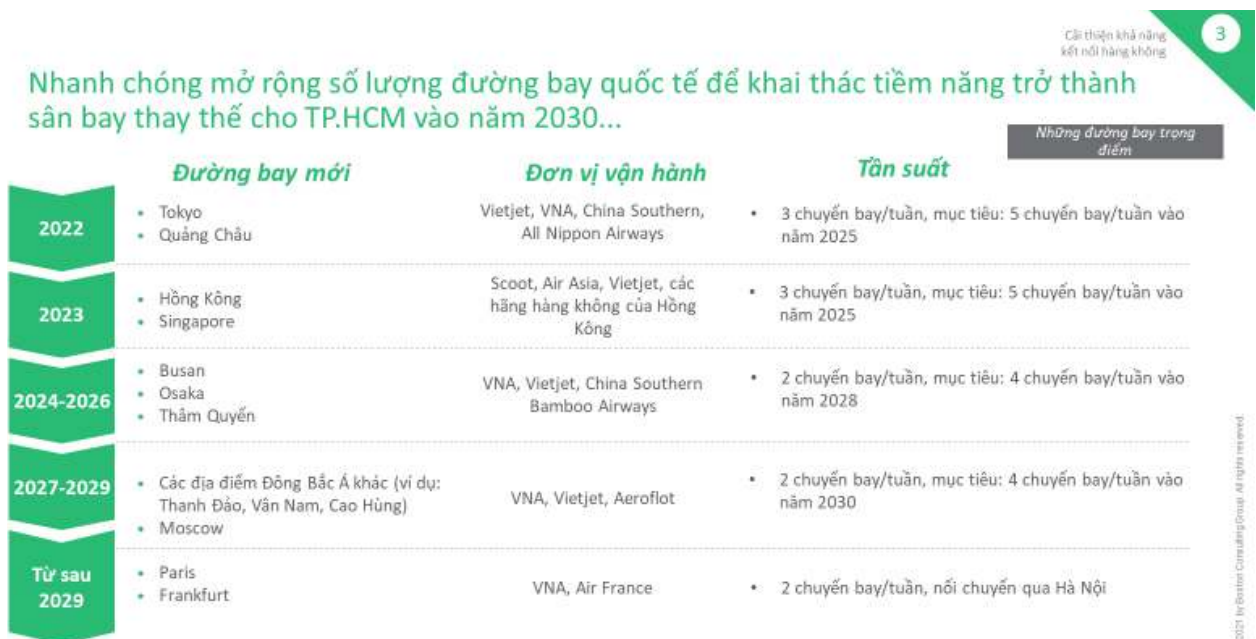 Cải thiện khả năng
kết nối hàng không
3
Nhanh chóng mở rộng số lượng đường bay quốc tế để khai thác tiềm năng trở thành
sân bay thay thế cho TP.HCM vào năm 2030...
Những đường bay trọng
điểm
Đường bay mới
Đơn vị vận hành
Tần suất
2022
• Tokyo
• Quảng Châu
Vietjet, VNA, China Southern,
All Nippon Airways
• 3 chuyến bay/tuần, mục tiêu: 5 chuyến bay/tuần vào
năm 2025
2023
• Hồng Kông
• Singapore
Scoot, Air Asia, Vietjet, các
hãng hàng không của Hồng
Kông
• 3 chuyến bay/tuần, mục tiêu: 5 chuyến bay/tuần vào
năm 2025
2024-2026
• Busan
• Osaka
• Thâm Quyến
VNA, Vietjet, China Southern
Bamboo Airways
• 2 chuyến bay/tuần, mục tiêu: 4 chuyến bay/tuần vào
năm 2028
2027-2029
• Các địa điểm Đông Bắc Á khác (ví dụ:
Thanh Đảo, Vân Nam, Cao Hùng)
• Moscow
VNA, Vietjet, Aeroflot
• 2 chuyến bay/tuần, mục tiêu: 4 chuyến bay/tuần vào
năm 2030
Từ sau
2029
• Paris
• Frankfurt
VNA, Air France
• 2 chuyến bay/tuần, nối chuyến qua Hà Nội
2021 by Boston Consulting Group. All rights reserved.